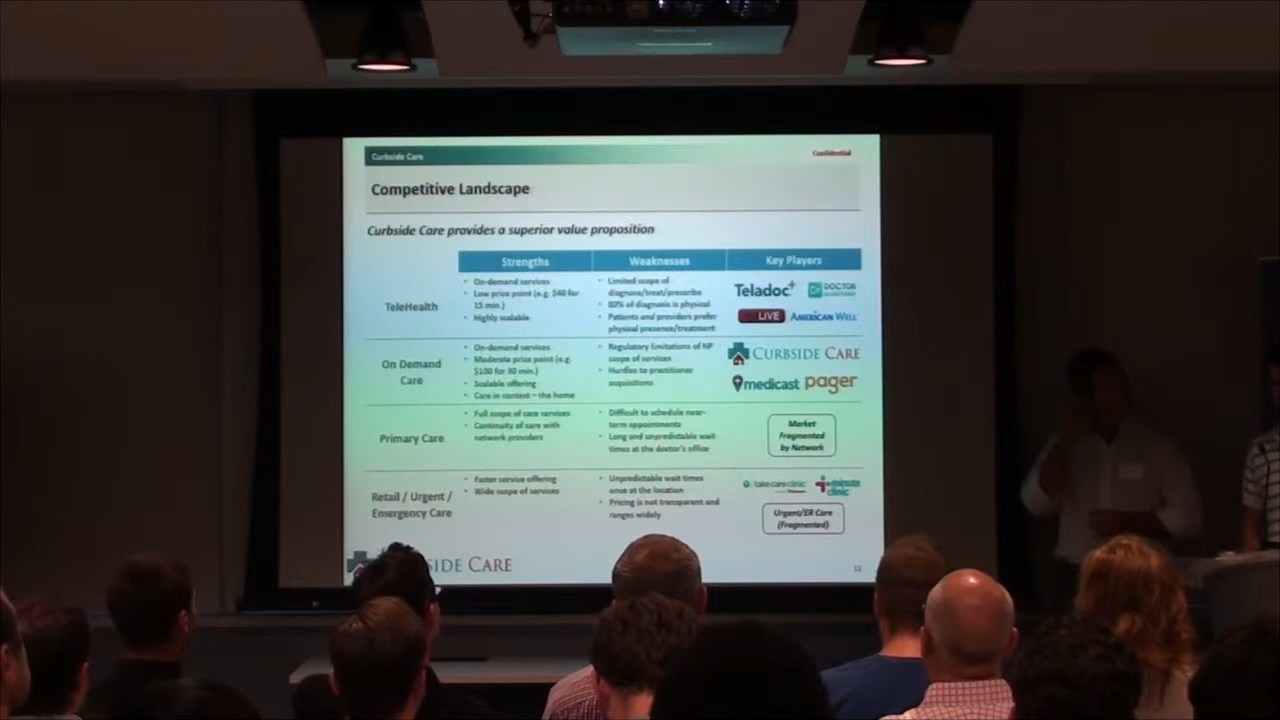 Curbside Care
Confidential
Competitive Landscape
Curbside Care provides a superior value proposition
Strengths
Weaknesses
Key Players
TeleHealth
• On-demand services
• Low price point (e.g. $40 for
15 min.)
• Highly scalable
• Limited scope of
diagnose/treat/prescribe
• 80% of diagnosis is physical
• Patients and providers prefer
physical presence/treatment
Teladoc
DOCTOR
LIVE
AMERICAN WELL
On Demand
Care
• On-demand services
• Moderate price point (e.g.
$100 for 30 min.)
• Scalable offering
• Care in context – the home
• Regulatory limitations of NP
scope of services
• Hurdles to practitioner
acquisitions
CURBSIDE CARE
medicast
pager
Primary Care
• Full scope of care services
• Continuity of care with
network providers
• Difficult to schedule near-
term appointments
• Long and unpredictable wait
times at the doctor's office
Market
Fragmented
by Network
Retail / Urgent /
Emergency Care
• Faster service offering
• Wide scope of services
• Unpredictable wait times
once at the location
• Pricing is not transparent and
ranges widely
take care clinic
minute
clinic
Urgent/ER Care
(Fragmented)
SIDE CARE
11